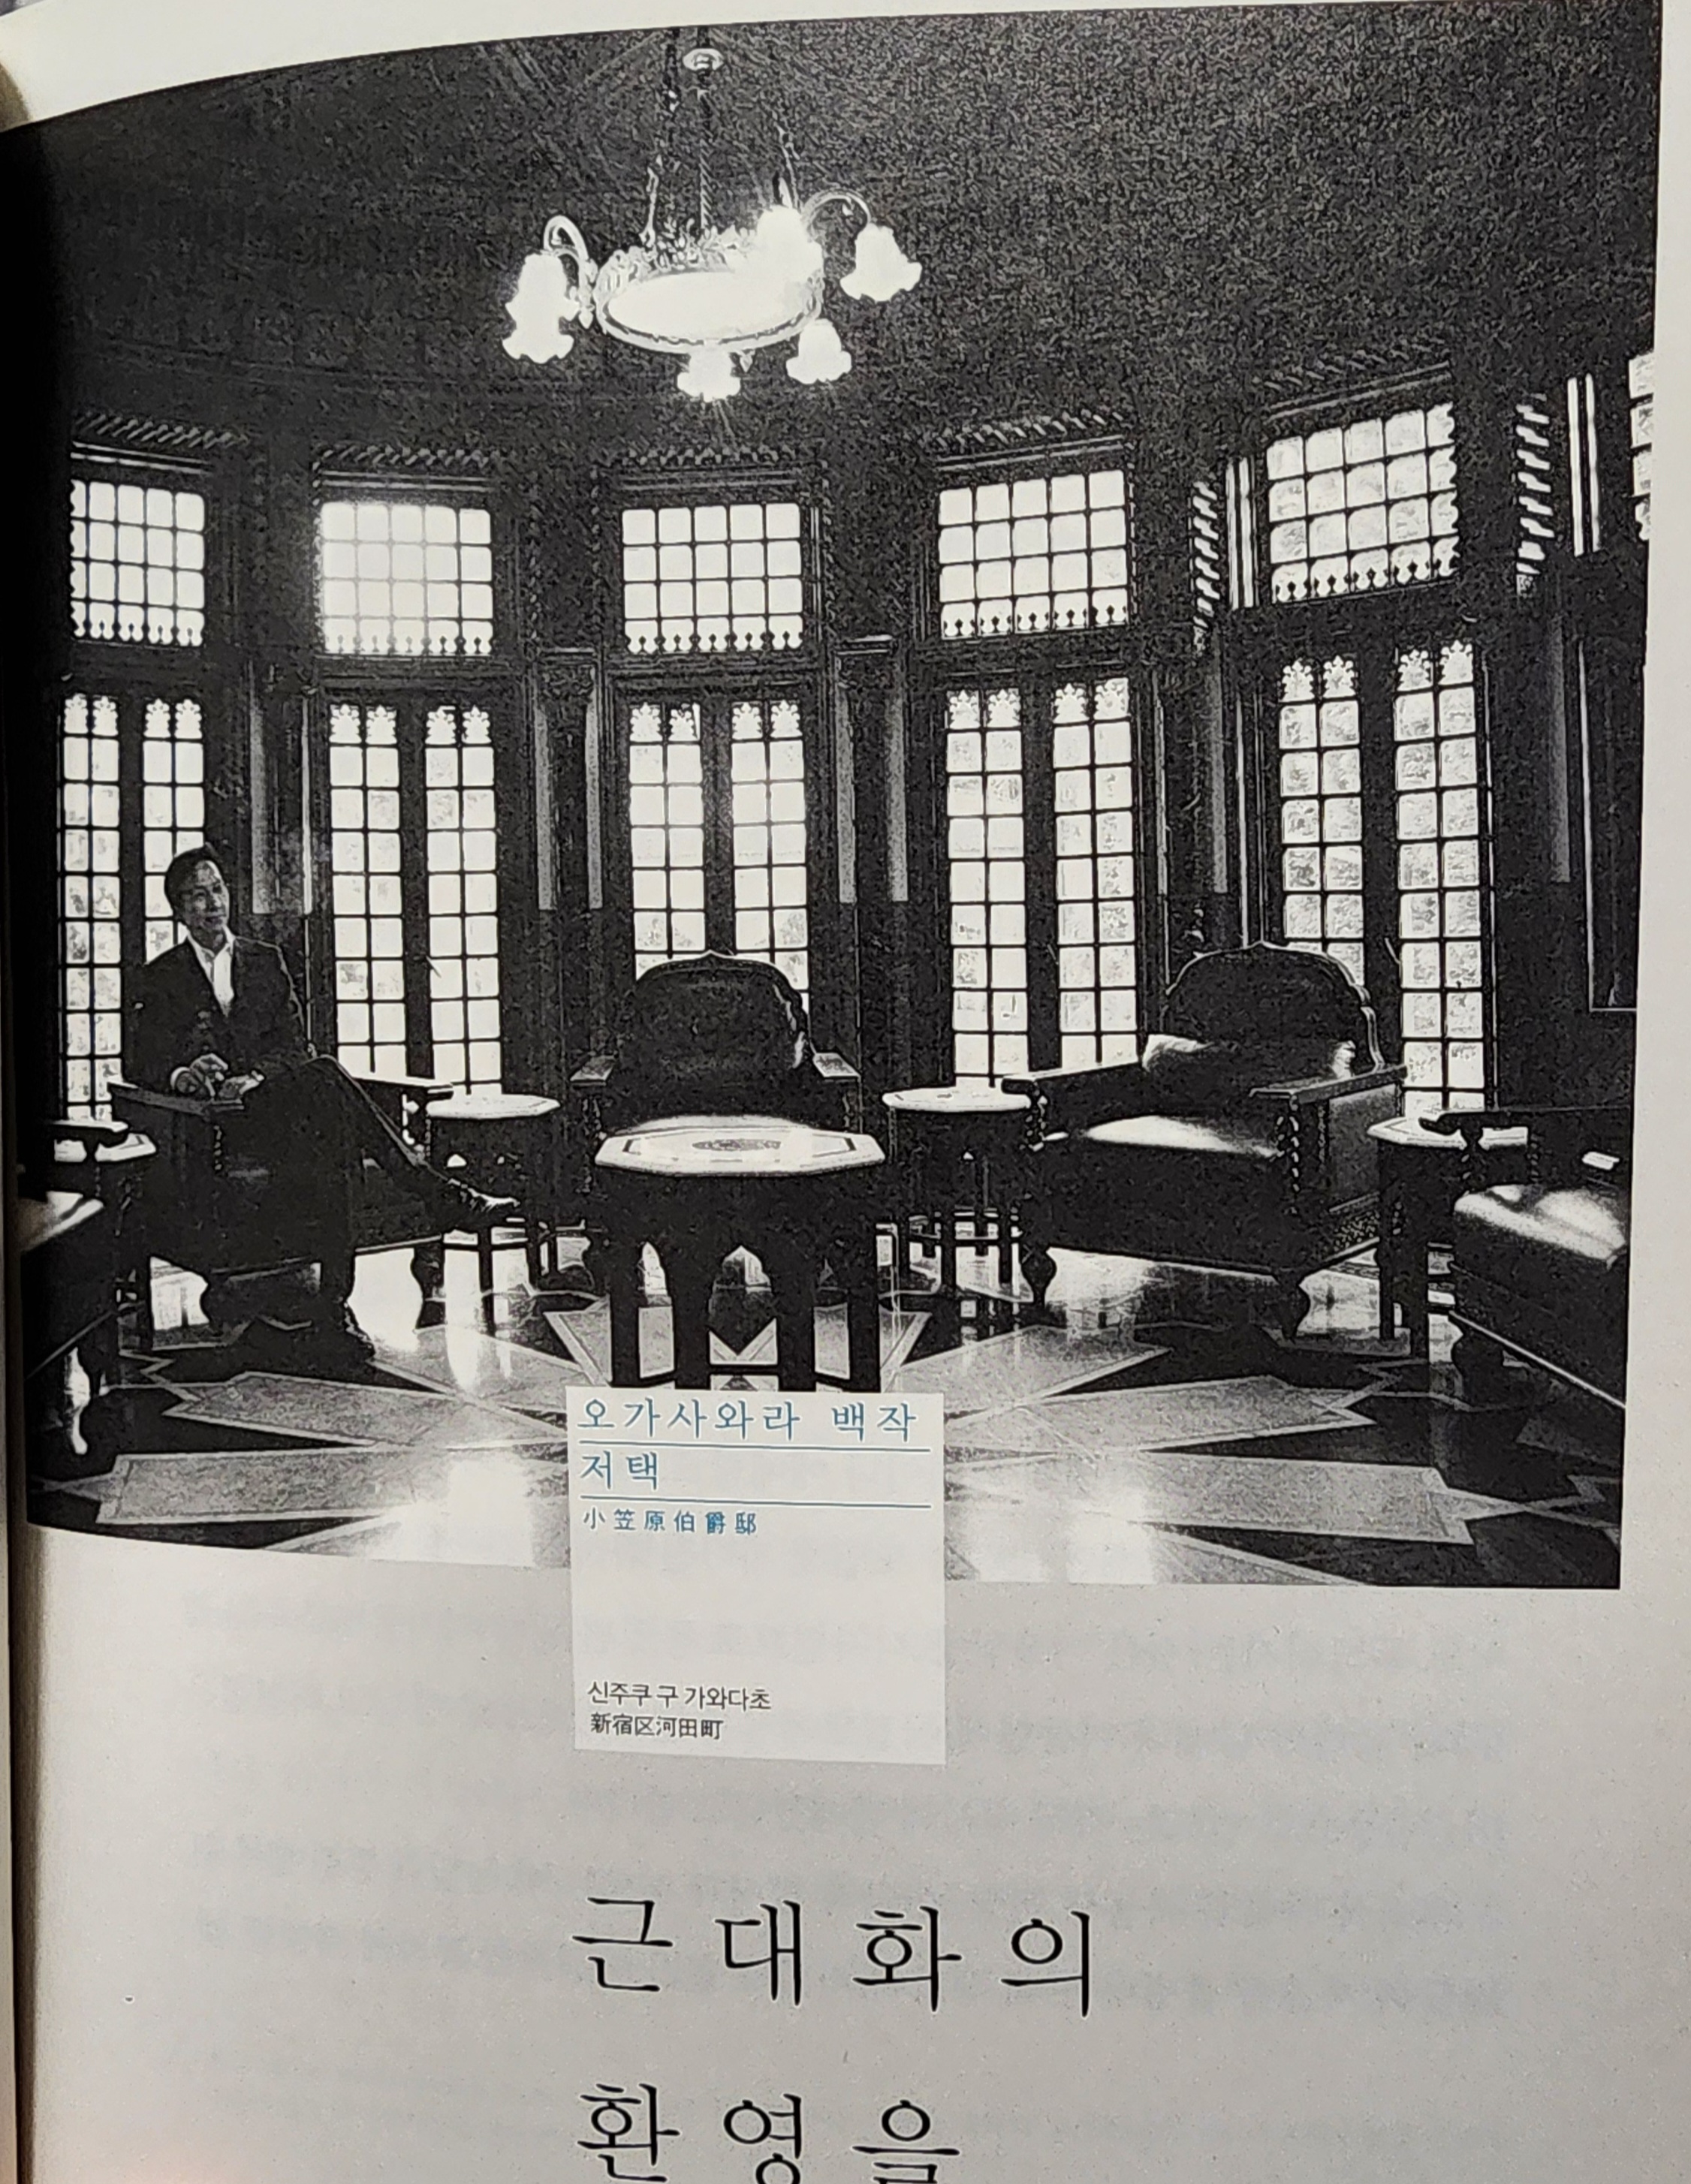 오가사와라 백작
저택
小笠原伯爵邸
신주쿠 구 가와다초
新宿区河田町
근대화의
환영을